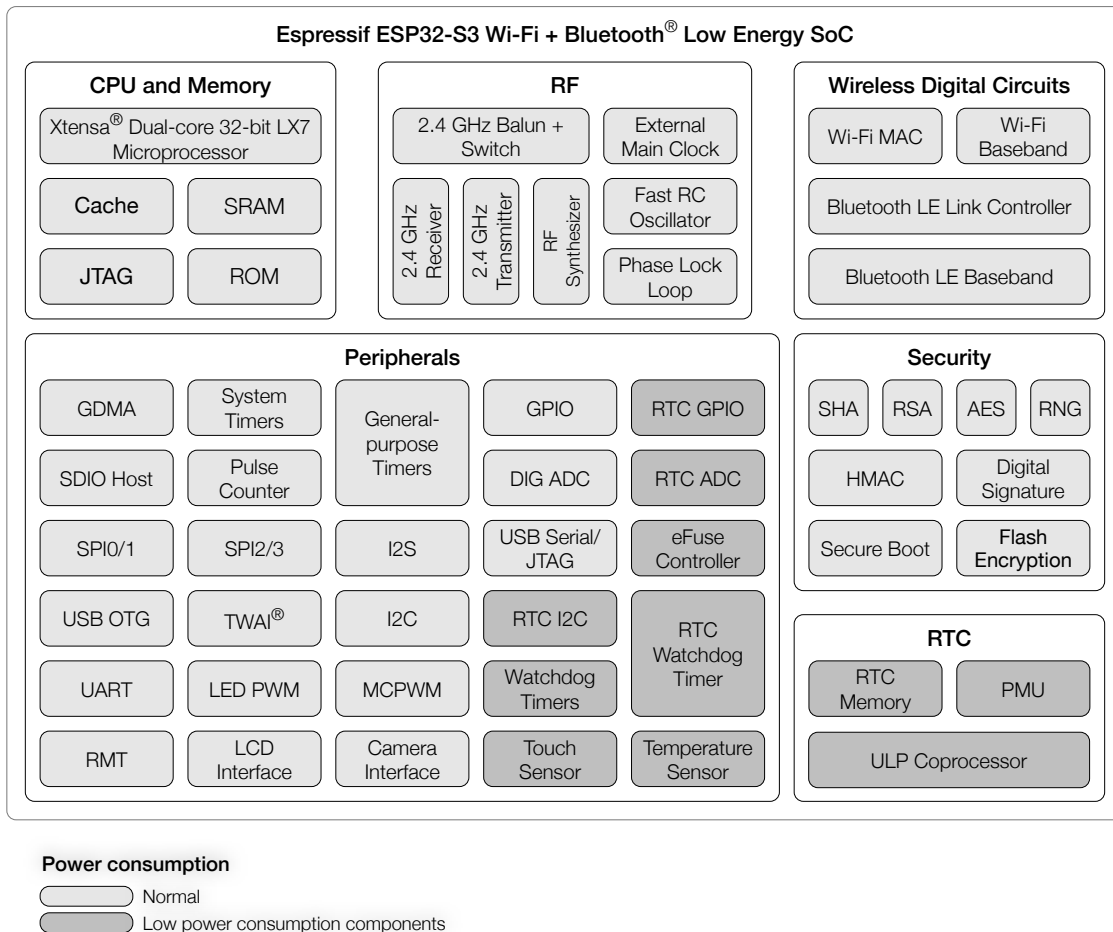 Espressif ESP32-S3 Wi-Fi + Bluetooth® Low Energy SoC
CPU and Memory
Xtensa® Dual-core 32-bit LX7
Microprocessor
Cache
SRAM
JTAG
ROM
RF
2.4 GHz Balun +
Switch
External
Main Clock
2.4 GHz
Receiver
2.4 GHz
Transmitter
RF
Synthesizer
Fast RC
Oscillator
Phase Lock
Loop
Wireless Digital Circuits
Wi-Fi MAC
Wi-Fi
Baseband
Bluetooth LE Link Controller
Bluetooth LE Baseband
Peripherals
GDMA
System
Timers
General-
purpose
Timers
GPIO
RTC GPIO
SDIO Host
Pulse
Counter
DIG ADC
RTC ADC
SPI0/1
SPI2/3
I2S
USB Serial/
JTAG
eFuse
Controller
USB OTG
TWAI®
I2C
RTC I2C
RTC
Watchdog
Timer
UART
LED PWM
MCPWM
Watchdog
Timers
RMT
LCD
Interface
Camera
Interface
Touch
Sensor
Temperature
Sensor
Security
SHA
RSA
AES
RNG
HMAC
Digital
Signature
Secure Boot
Flash
Encryption
RTC
RTC
Memory
PMU
ULP Coprocessor
Power consumption
Normal
Low power consumption components